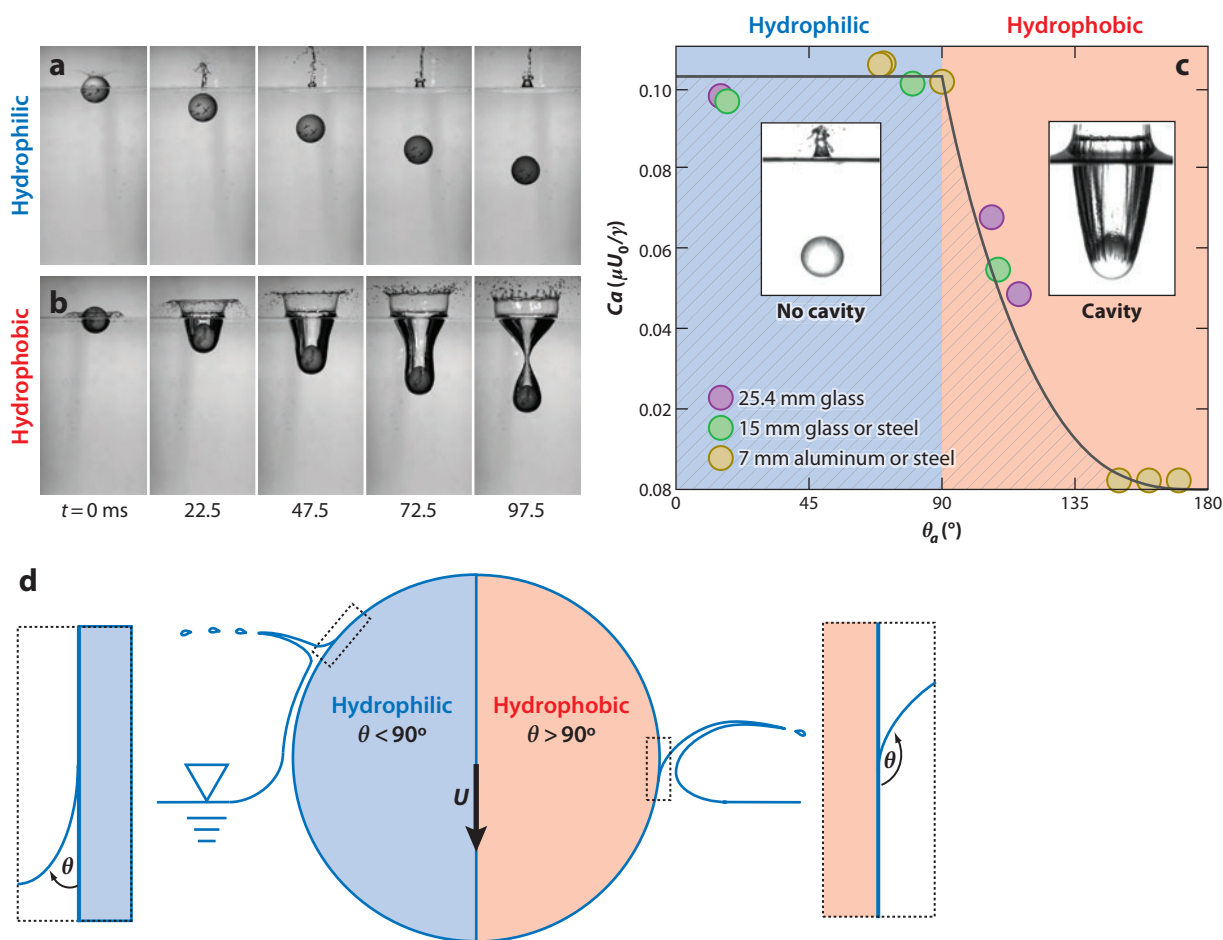 a
Hydrophilic
b
Hydrophobic
t = 0 ms
22.5
47.5
72.5
97.5
Hydrophilic
Hydrophobic
c
Ca (μU₀/γ)
0.10
0.08
0.06
0.04
0.02
0.08
No cavity
Cavity
25.4 mm glass
15 mm glass or steel
7 mm aluminum or steel
0
45
90
135
180
θₐ (°)
d
Hydrophilic
θ < 90º
Hydrophobic
θ > 90º
U
θ
θ